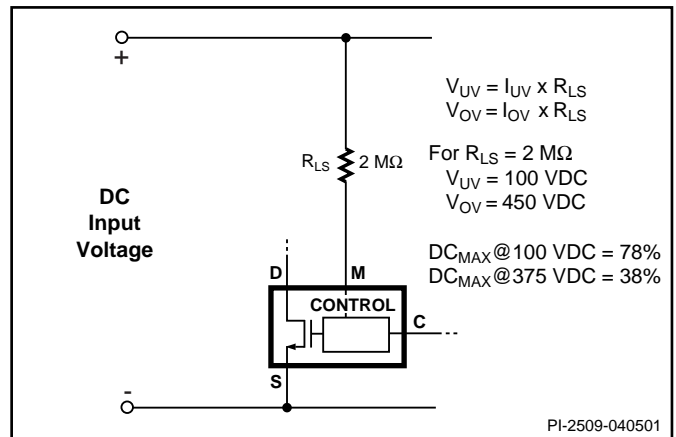 +
V_UV = I_UV x R_LS
V_OV = I_OV x R_LS
R_LS 2 MΩ
For R_LS = 2 MΩ
V_UV = 100 VDC
V_OV = 450 VDC
DC
Input
Voltage
DC_MAX@100 VDC = 78%
DC_MAX@375 VDC = 38%
D M
CONTROL
C
S
-
PI-2509-040501